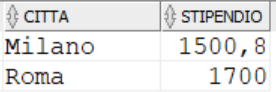 CITTA STIPENDIO
Milano 1500,8
Roma 1700